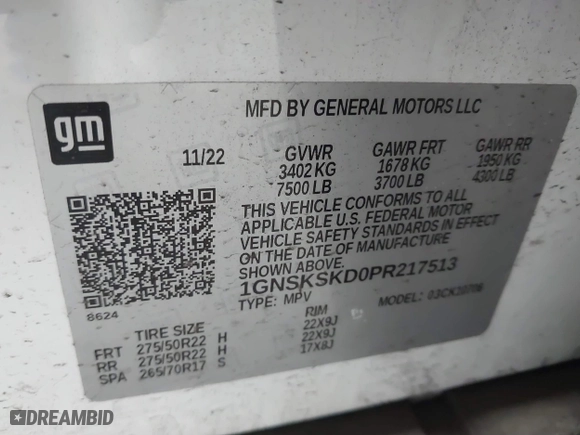 gm
MFD BY GENERAL MOTORS LLC
11/22 GVWR GAWR FRT GAWR RR
3402 KG 1678 KG 1950 KG
7500 LB 3700 LB 4300 LB
THIS VEHICLE CONFORMS TO ALL
APPLICABLE U.S. FEDERAL MOTOR
VEHICLE SAFETY STANDARDS IN EFFECT
ON THE DATE OF MANUFACTURE
SHOWN ABOVE.
1GNSKSKD0PR217513
TYPE: MPV MODEL: 03CK10706
8624
TIRE SIZE RIM
FRT 275/50R22 H 22X9J
RR 275/50R22 H 22X9J
SPA 265/70R17 S 17X8J
© DREAMBID